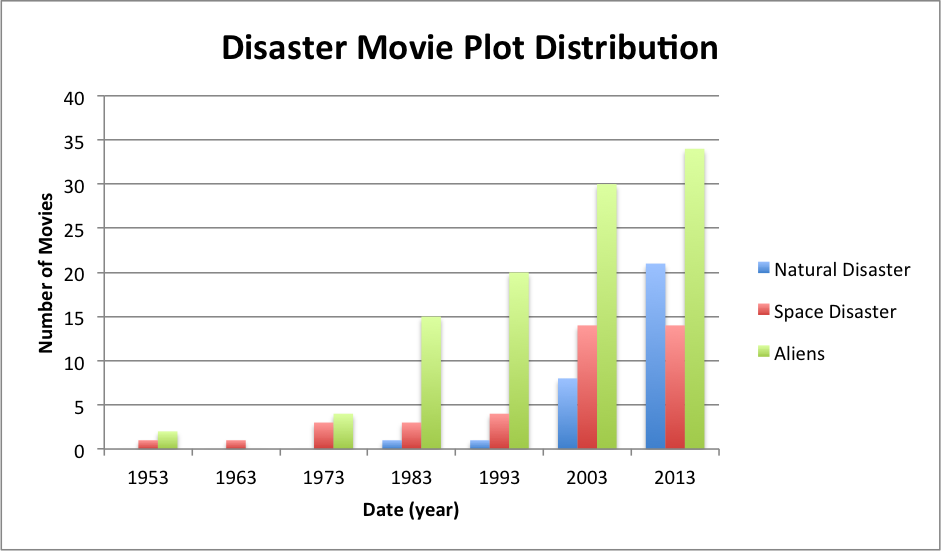 Disaster Movie Plot Distribution
40
35
30
25
20
15
10
5
0
Number of Movies
1953 1963 1973 1983 1993 2003 2013
Date (year)
Natural Disaster
Space Disaster
Aliens